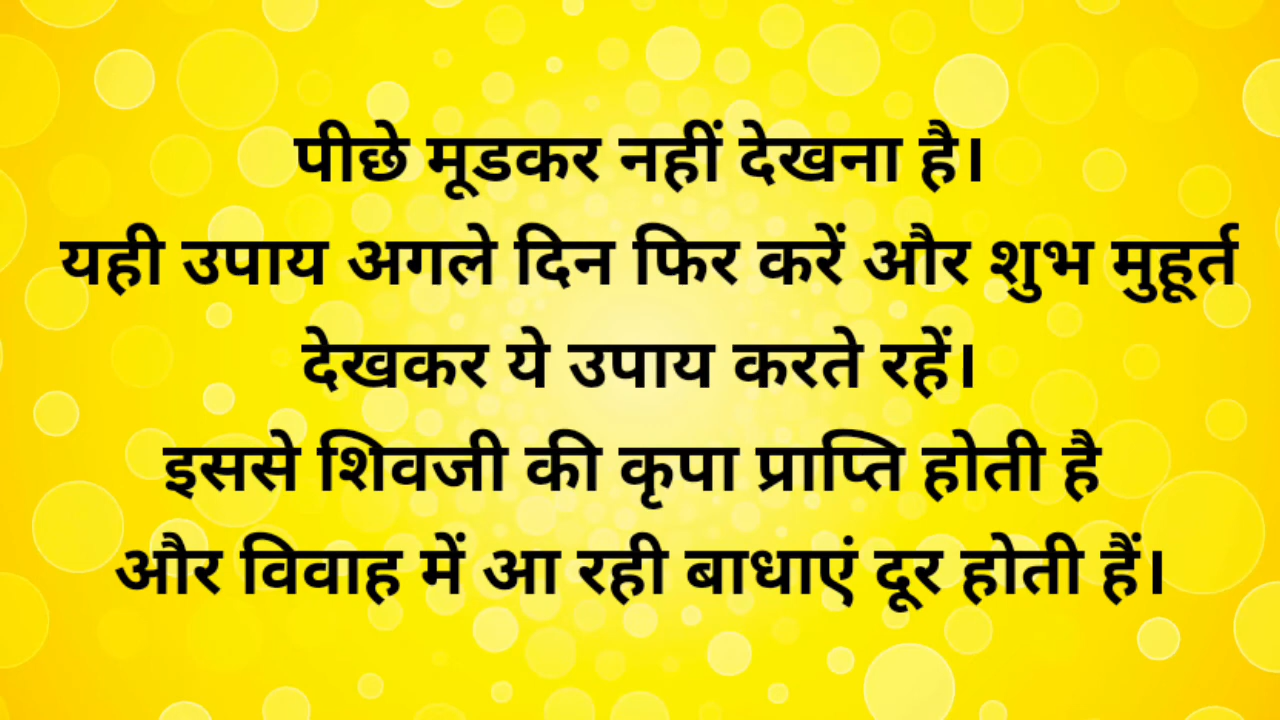 पीछे मूडकर नहीं देखना है।
यही उपाय अगले दिन फिर करें और शुभ मुहूर्त
देखकर ये उपाय करते रहें।
इससे शिवजी की कृपा प्राप्ति होती है
और विवाह में आ रही बाधाएं दूर होती हैं।